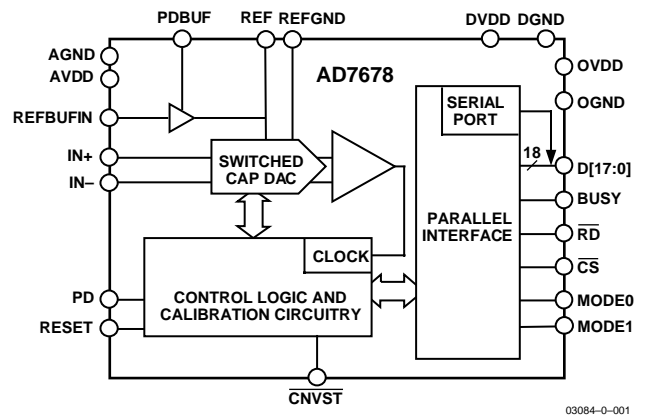 PDBUF
REF
REFGND
DVDD
DGND
AGND
AVDD
AD7678
OVDD
OGND
REFBUFIN
SERIAL
PORT
IN+
IN–
SWITCHED
CAP DAC
18
D[17:0]
BUSY
PARALLEL
INTERFACE
RD
CS
CLOCK
PD
RESET
CONTROL LOGIC AND
CALIBRATION CIRCUITRY
MODE0
MODE1
CNVST
03084–0–001